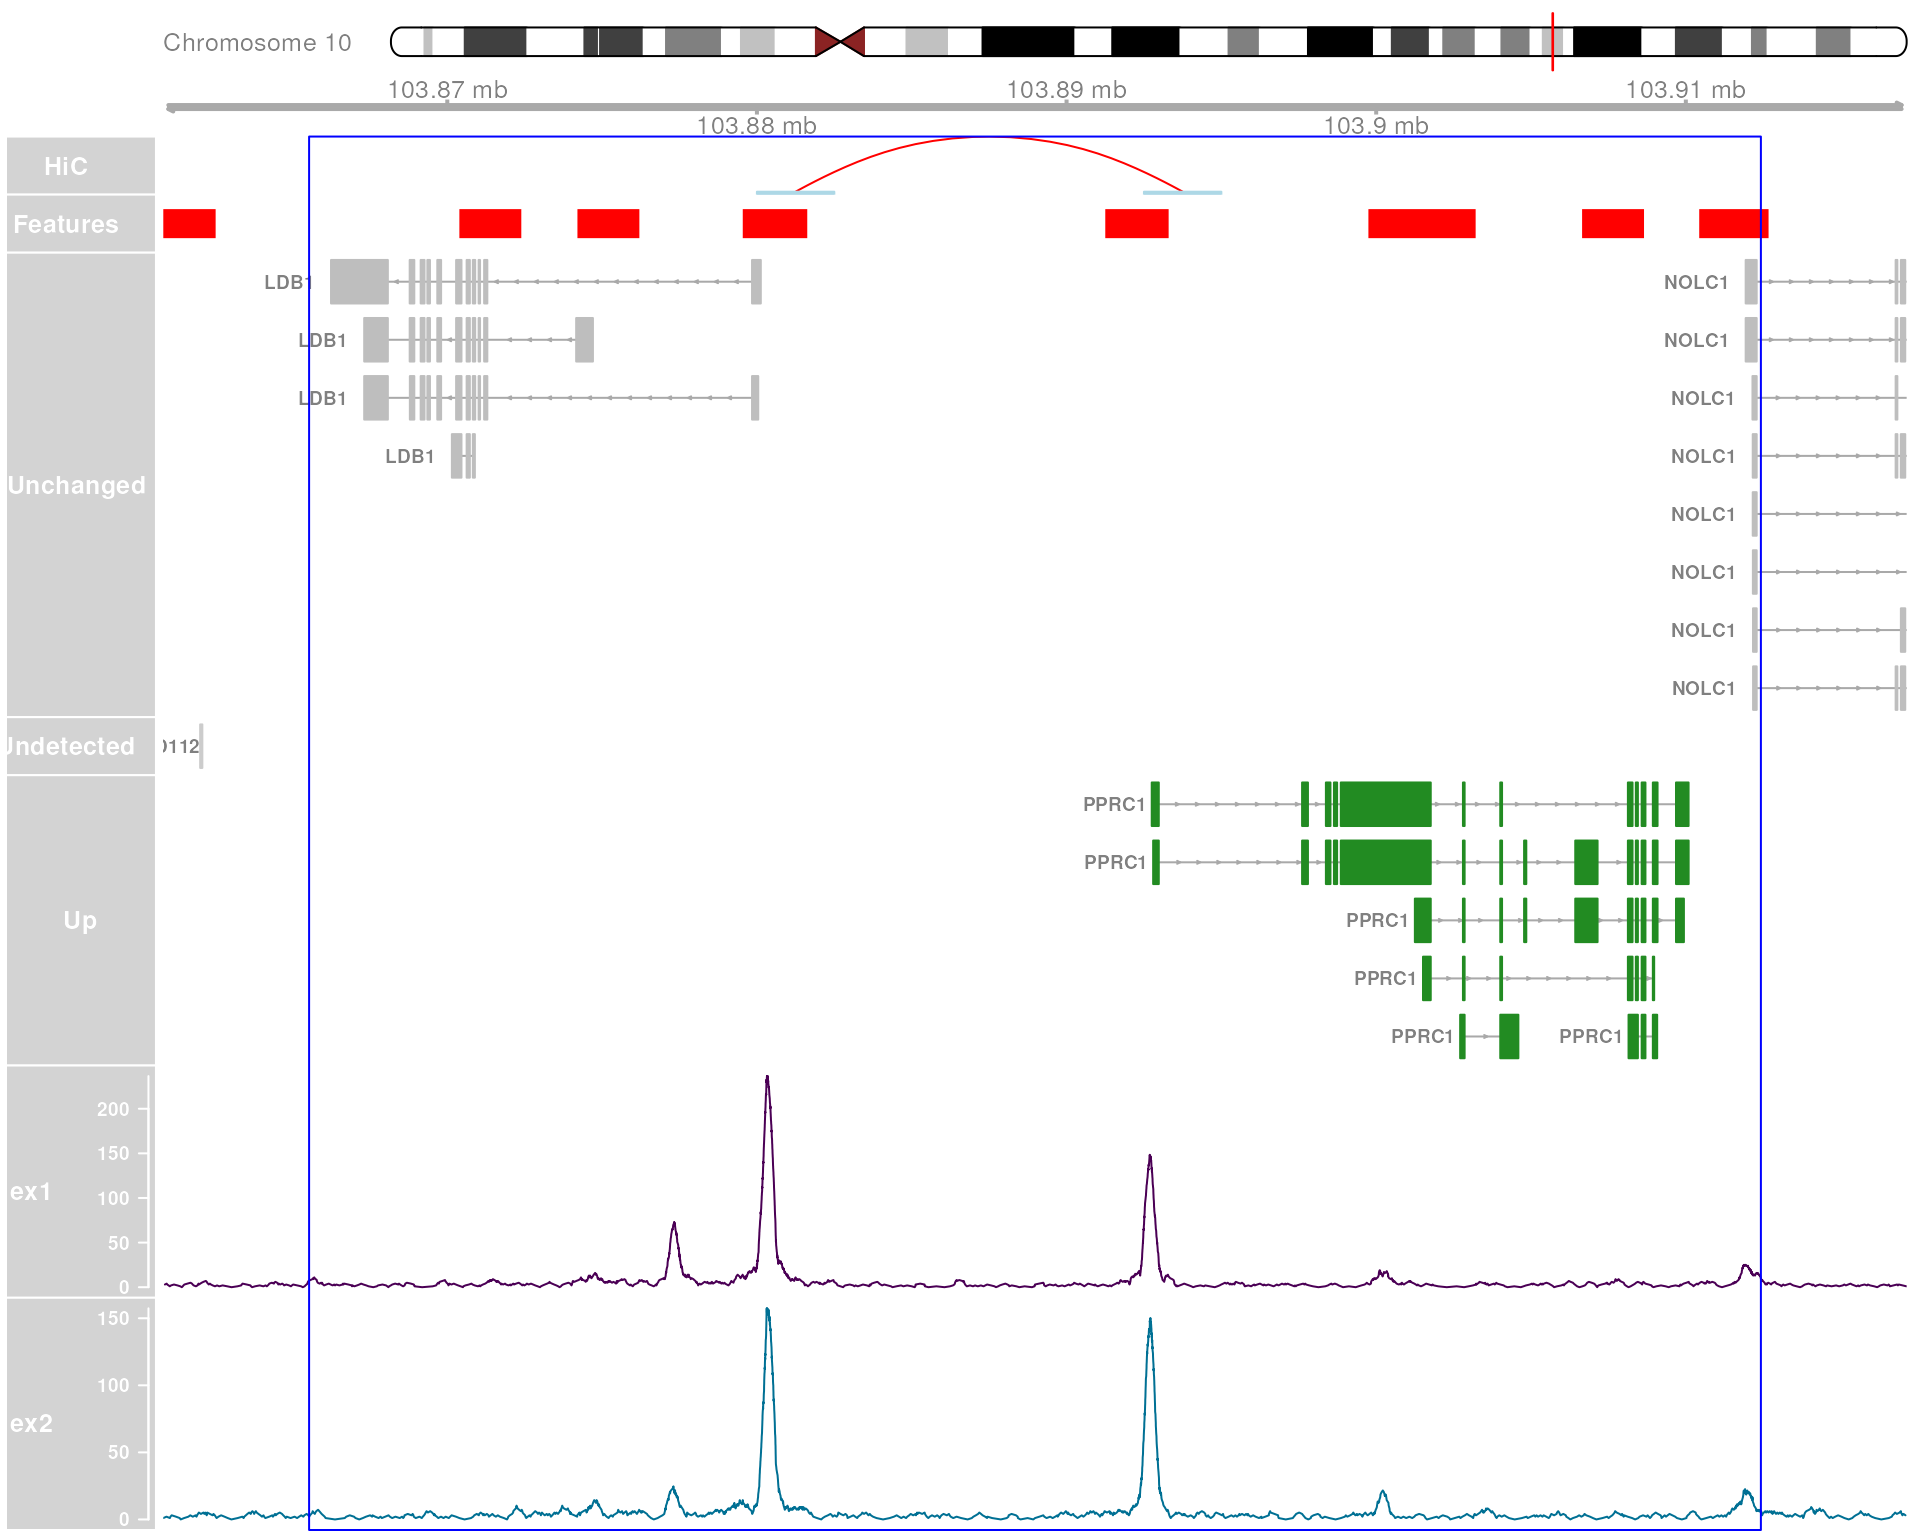 Chromosome 10
103.87 mb 103.89 mb 103.91 mb
103.88 mb 103.9 mb
HiC
Features
LDB1 NOLC1
LDB1 NOLC1
LDB1 NOLC1
LDB1 NOLC1
Unchanged
NOLC1
NOLC1
NOLC1
NOLC1
Undetected 112
PPRC1
PPRC1
Up PPRC1
PPRC1
PPRC1 PPRC1
200
150
ex1 100
50
0
150
100
ex2
50
0